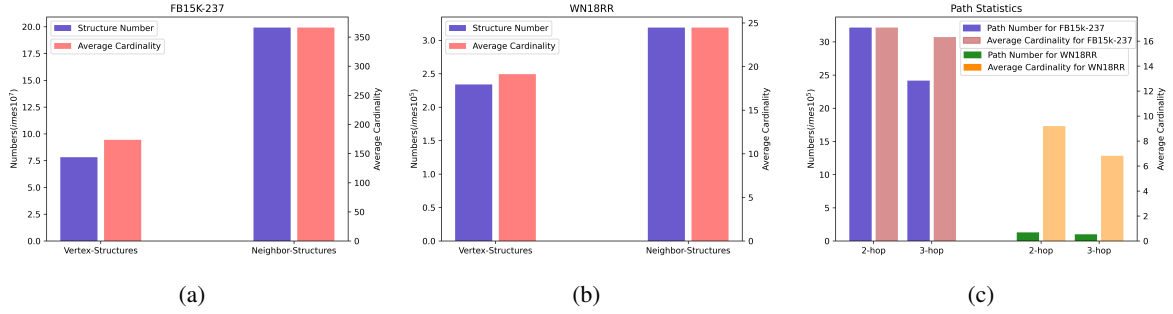 FB15K-237
Structure Number
Average Cardinality
20.0
17.5
15.0
12.5
10.0
7.5
5.0
2.5
0.0
Numbers(imes10^7)
350
300
250
200
150
100
50
0
Average Cardinality
Vertex-Structures
Neighbor-Structures
(a)
WN18RR
Structure Number
Average Cardinality
3.0
2.5
2.0
1.5
1.0
0.5
0.0
Numbers(imes10^5)
25
20
15
10
5
0
Average Cardinality
Vertex-Structures
Neighbor-Structures
(b)
Path Statistics
Path Number for FB15k-237
Average Cardinality for FB15k-237
Path Number for WN18RR
Average Cardinality for WN18RR
30
25
20
15
10
5
0
Numbers(imes10^5)
16
14
12
10
8
6
4
2
0
Average Cardinality
2-hop
3-hop
2-hop
3-hop
(c)